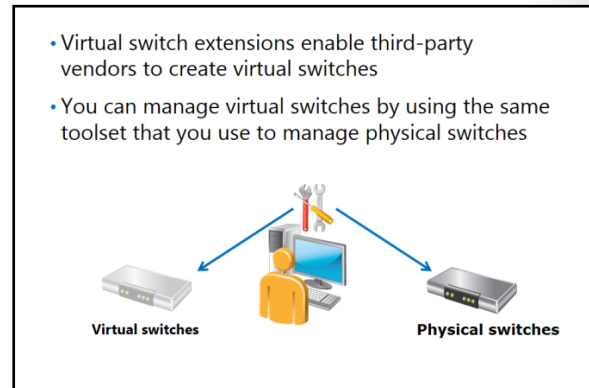 • Virtual switch extensions enable third-party
vendors to create virtual switches
• You can manage virtual switches by using the same
toolset that you use to manage physical switches
Virtual switches
Physical switches